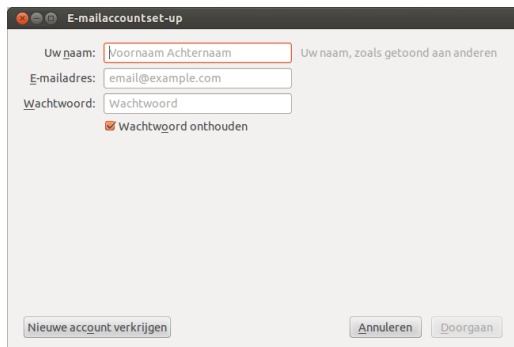 E-mailaccountset-up
Uw naam: Voornaam Achternaam Uw naam, zoals getoond aan anderen
E-mailadres: email@example.com
Wachtwoord: Wachtwoord
Wachtwoord onthouden
Nieuwe account verkrijgen Annuleren Doorgaan